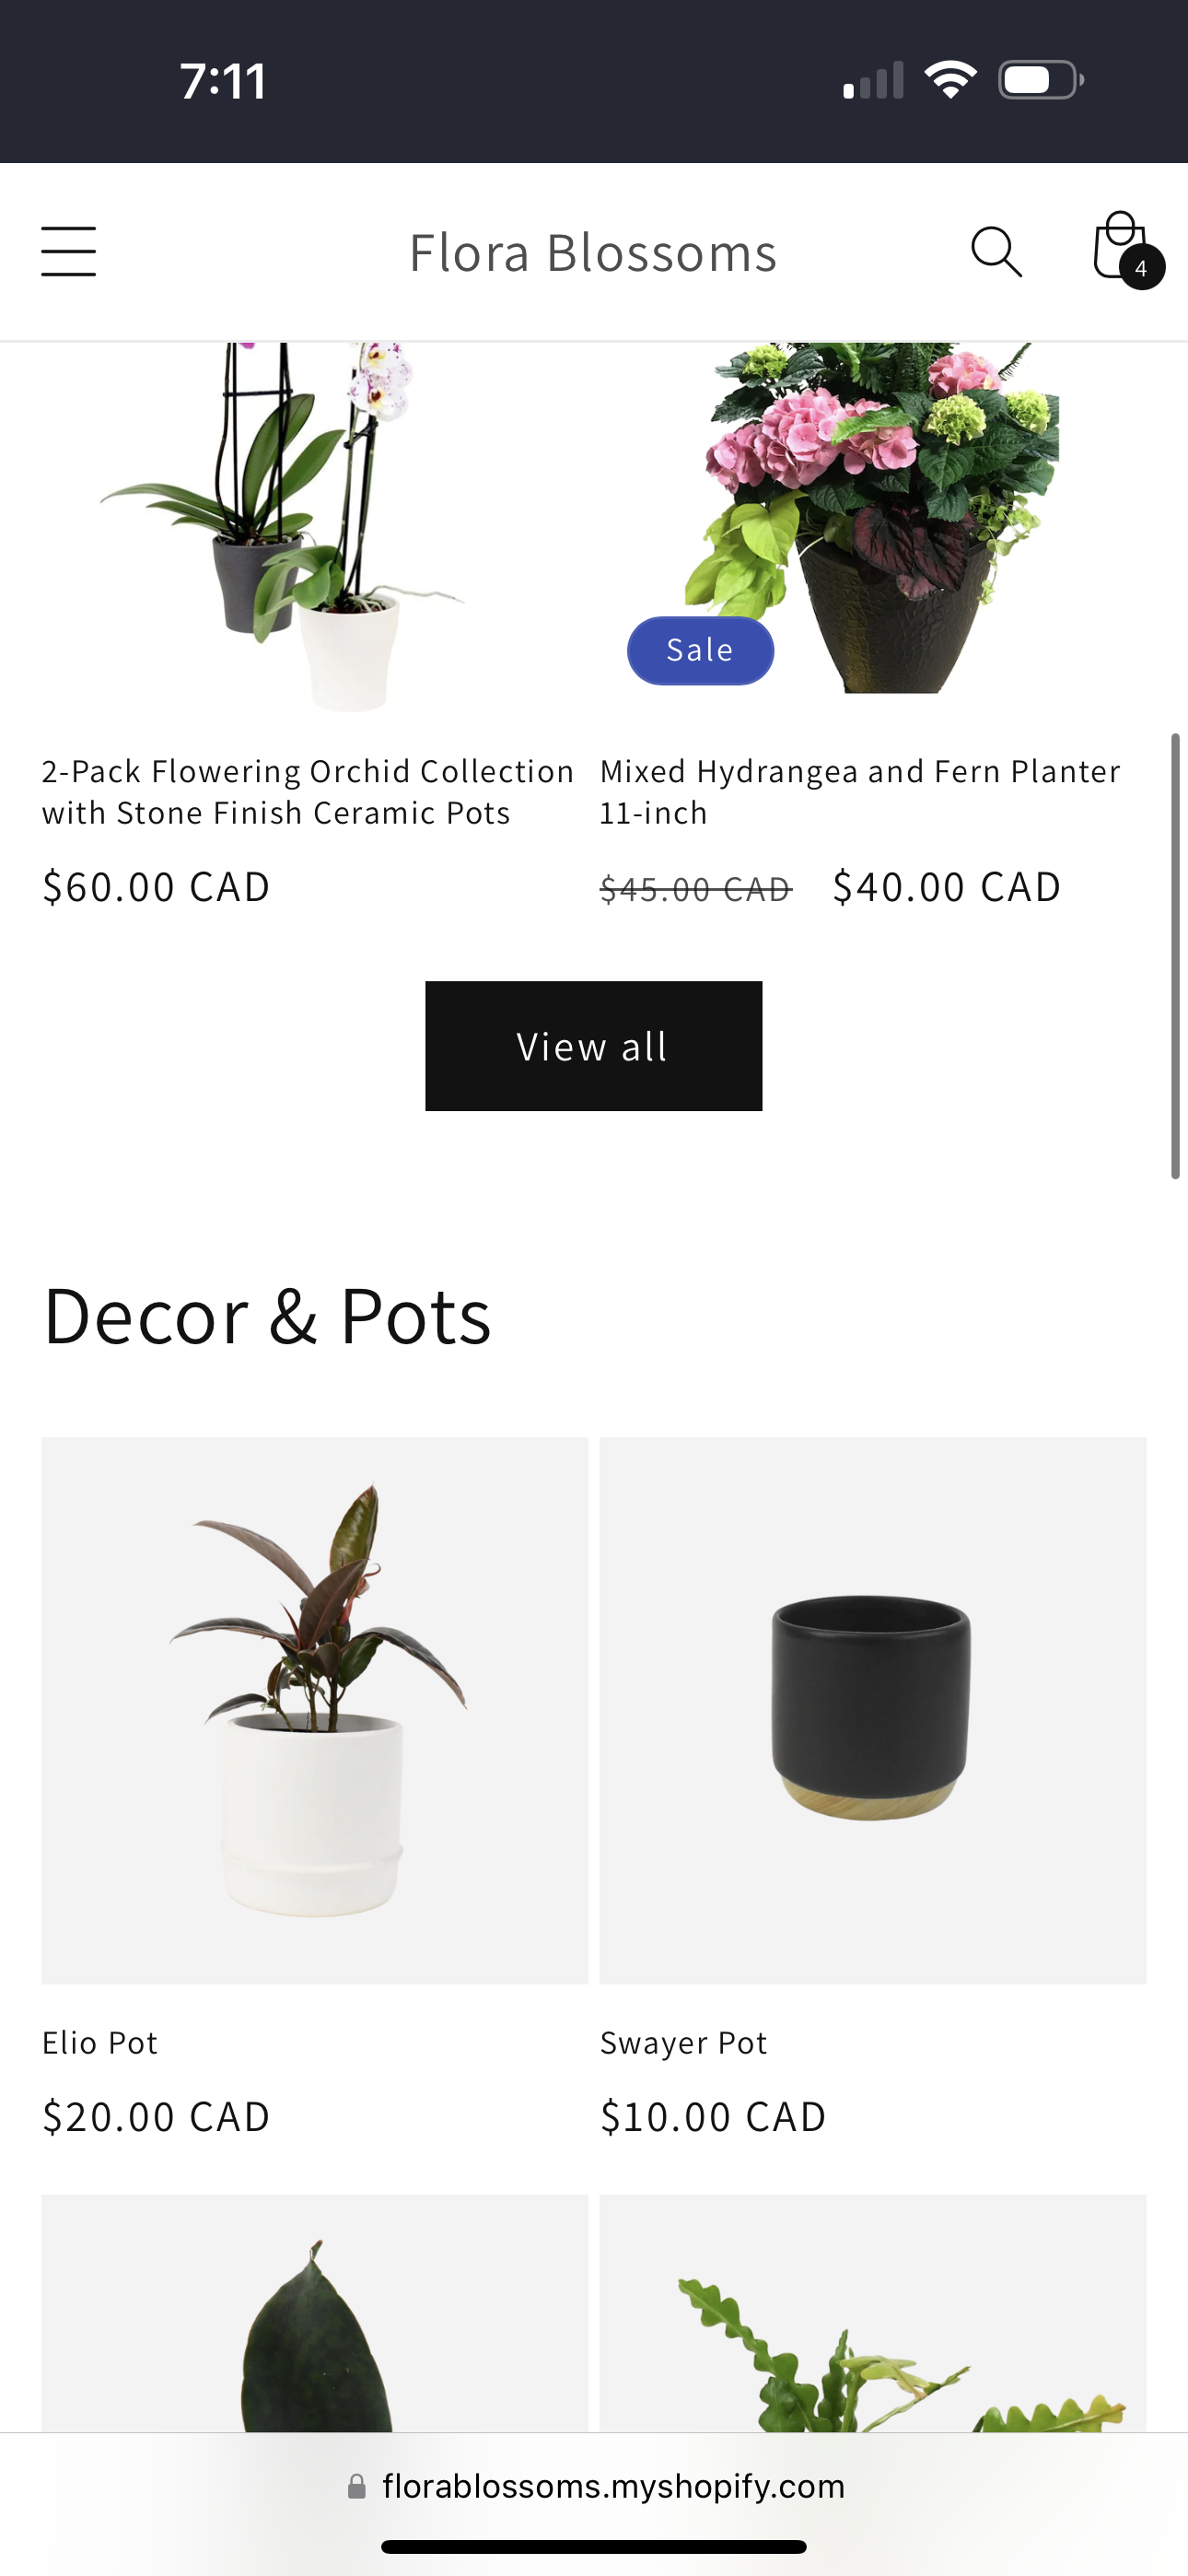 7:11
Flora Blossoms
4
Sale
2-Pack Flowering Orchid Collection
with Stone Finish Ceramic Pots
$60.00 CAD
Mixed Hydrangea and Fern Planter
11-inch
$45.00 CAD $40.00 CAD
View all
Decor & Pots
Elio Pot
$20.00 CAD
Swayer Pot
$10.00 CAD
florablossoms.myshopify.com